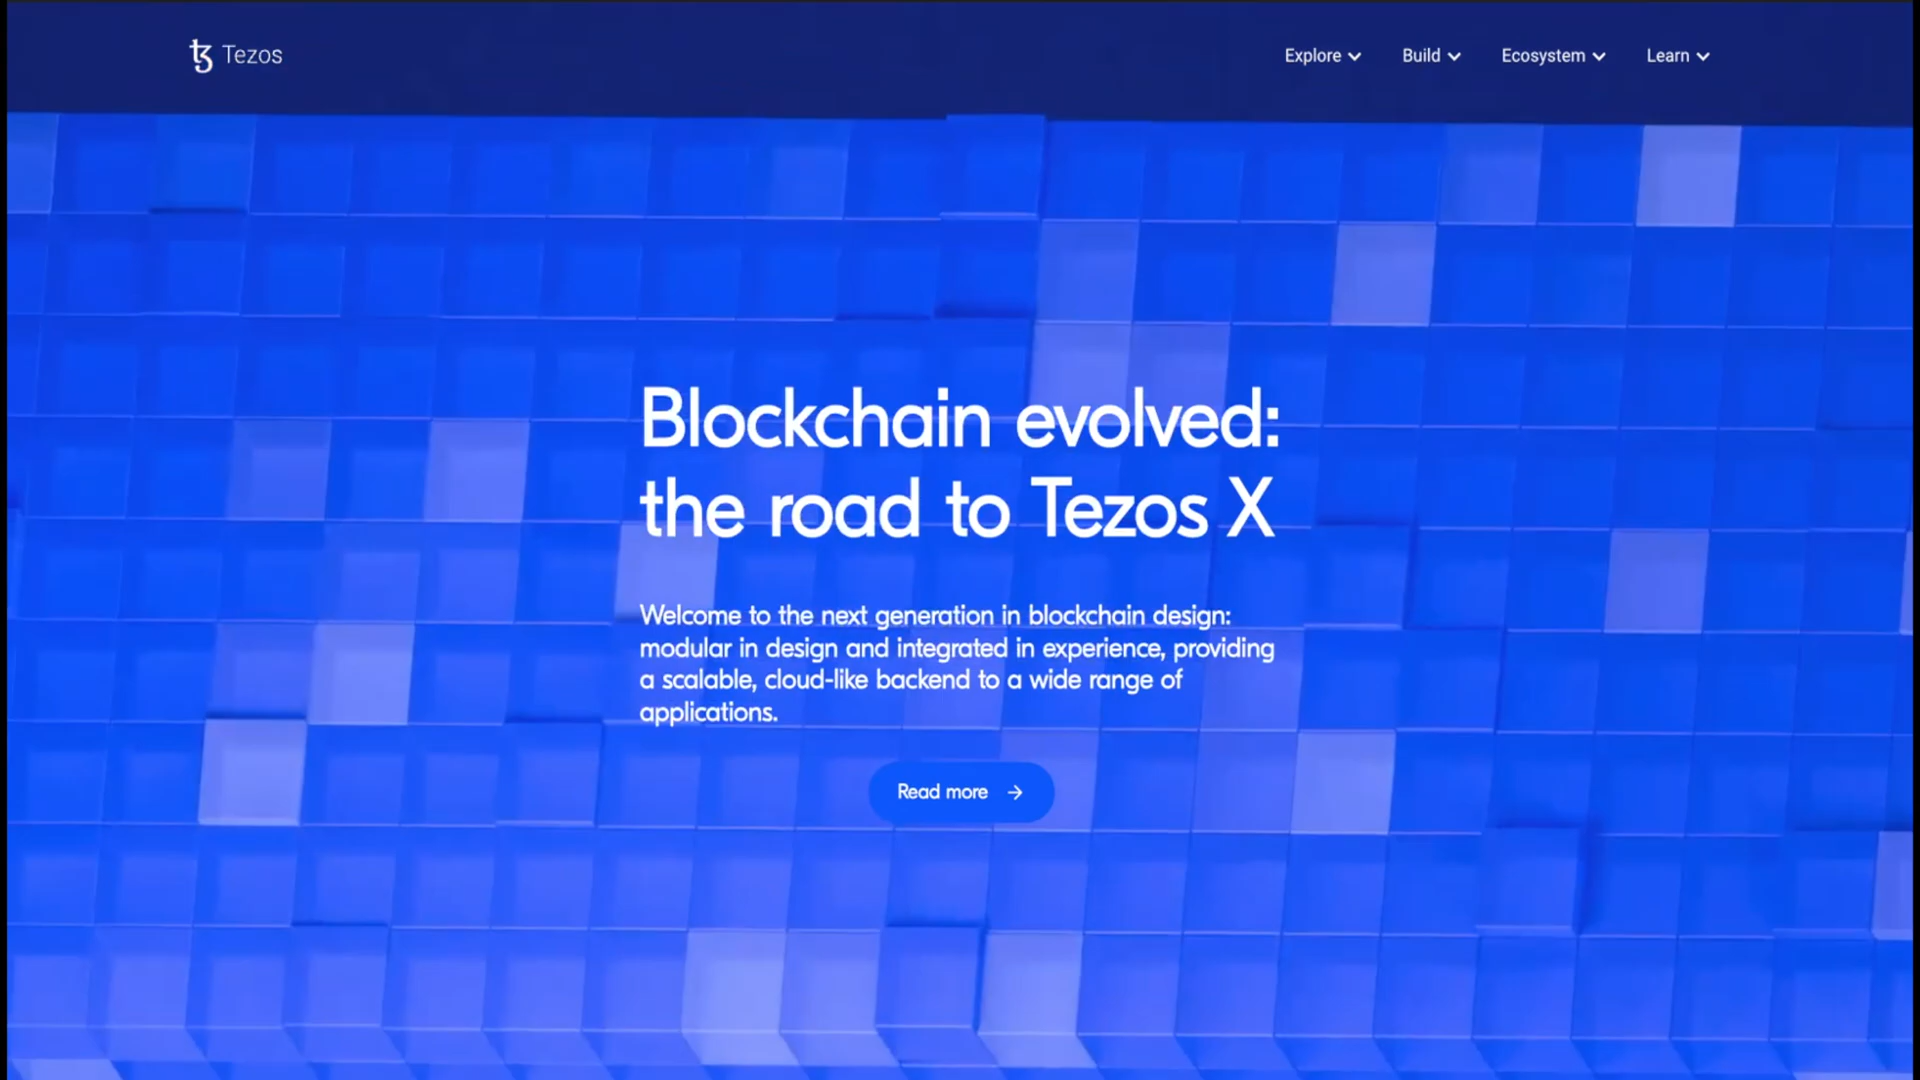 Tezos
Explore
Build
Ecosystem
Learn
Blockchain evolved:
the road to Tezos X
Welcome to the next generation in blockchain design:
modular in design and integrated in experience, providing
a scalable, cloud-like backend to a wide range of
applications.
Read more →